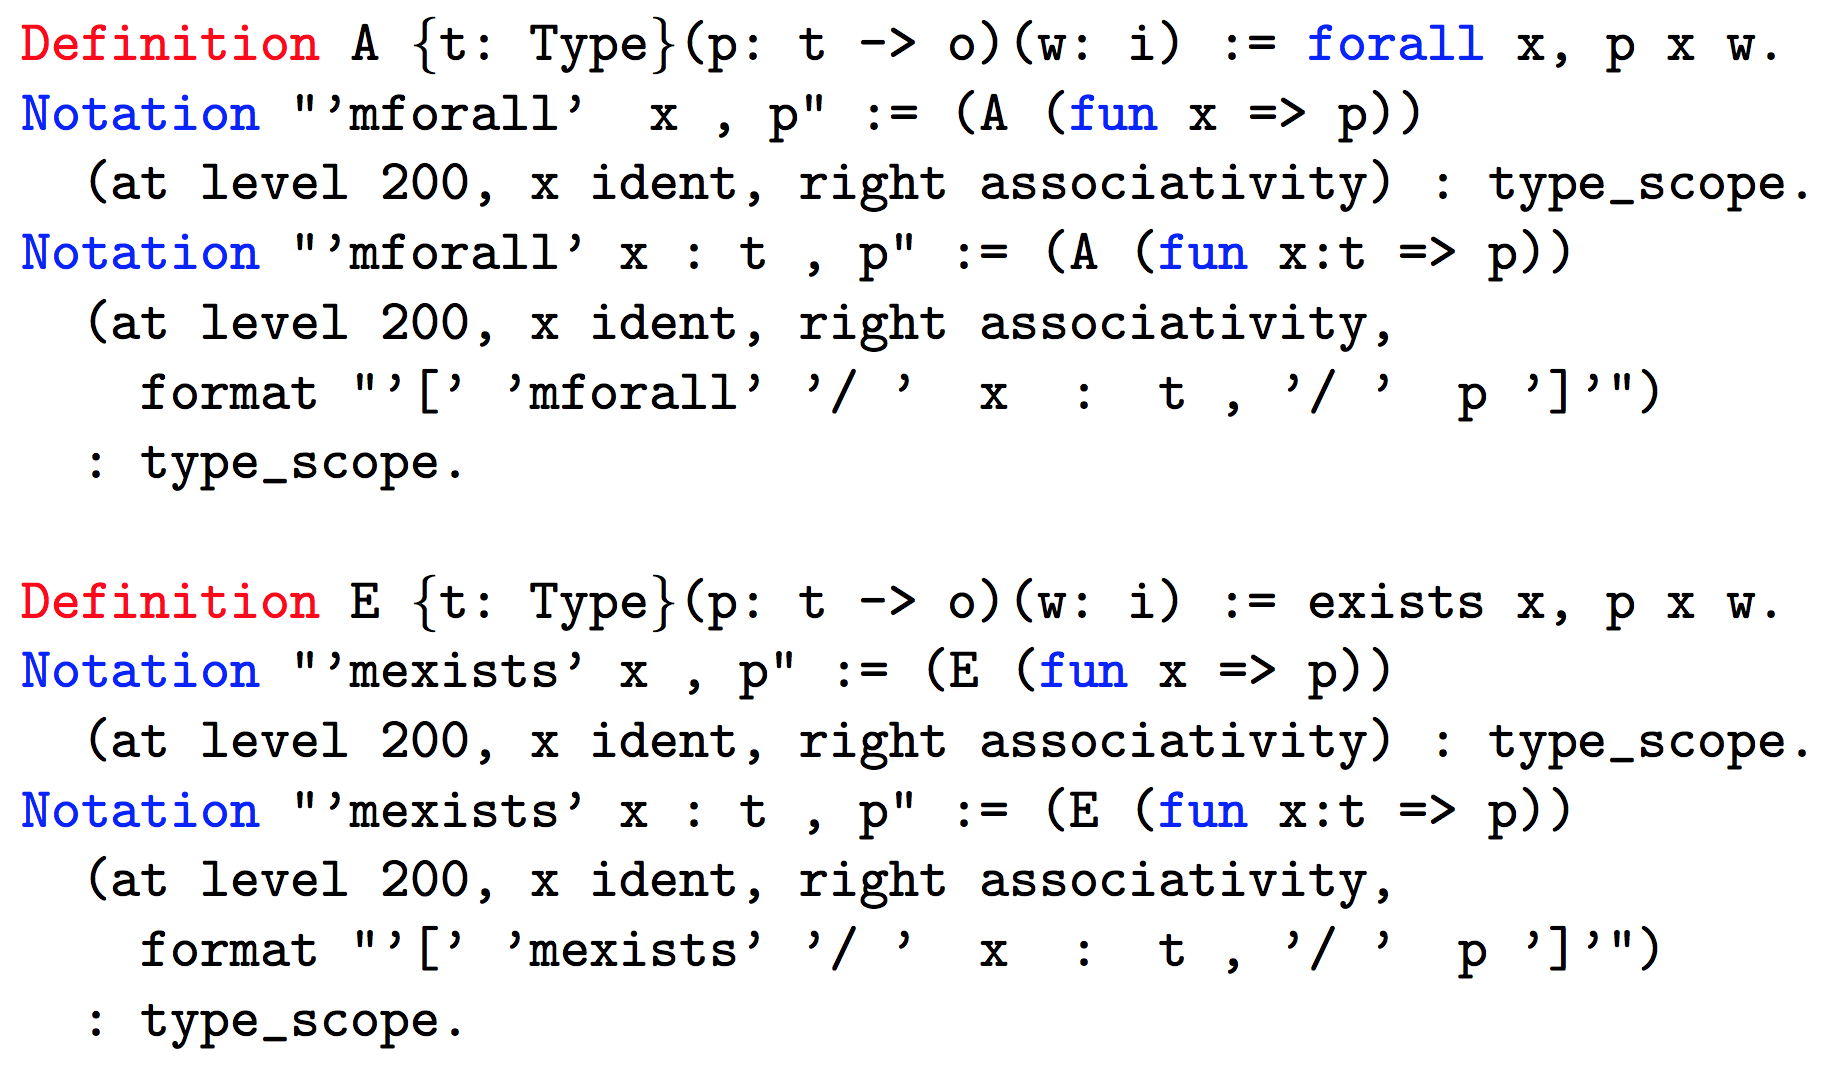 Definition A {t: Type}(p: t -> o)(w: i) := forall x, p x w.
Notation "’mforall’  x , p" := (A (fun x => p))
  (at level 200, x ident, right associativity) : type_scope.
Notation "’mforall’ x : t , p" := (A (fun x:t => p))
  (at level 200, x ident, right associativity,
    format "’[’ ’mforall’ ’/ ’  x  :  t , ’/ ’  p ’]’")
  : type_scope.
Definition E {t: Type}(p: t -> o)(w: i) := exists x, p x w.
Notation "’mexists’ x , p" := (E (fun x => p))
  (at level 200, x ident, right associativity) : type_scope.
Notation "’mexists’ x : t , p" := (E (fun x:t => p))
  (at level 200, x ident, right associativity,
    format "’[’ ’mexists’ ’/ ’  x  :  t , ’/ ’  p ’]’")
  : type_scope.